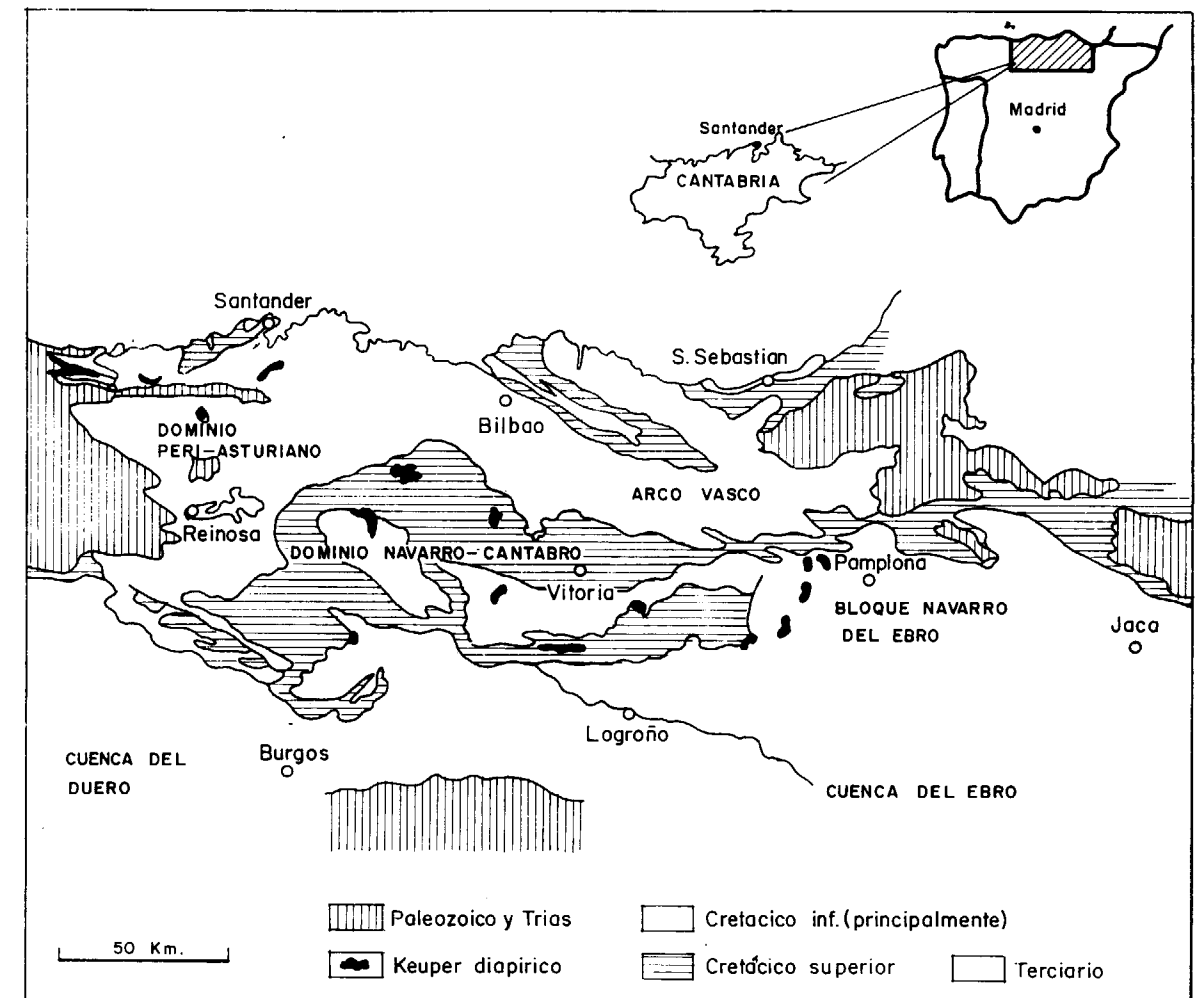 Madrid
Santander
CANTABRIA
Santander
S. Sebastian
Bilbao
DOMINIO
PERI-ASTURIANO
ARCO VASCO
Reinosa
DOMINIO NAVARRO-CANTABRO
Vitoria
Pamplona
BLOQUE NAVARRO
DEL EBRO
Jaca
Logroño
Burgos
CUENCA DEL
DUERO
CUENCA DEL EBRO
Paleozoico y Trias
Cretacico inf. (principalmente)
50 Km.
Keuper diapirico
Cretácico superior
Terciario